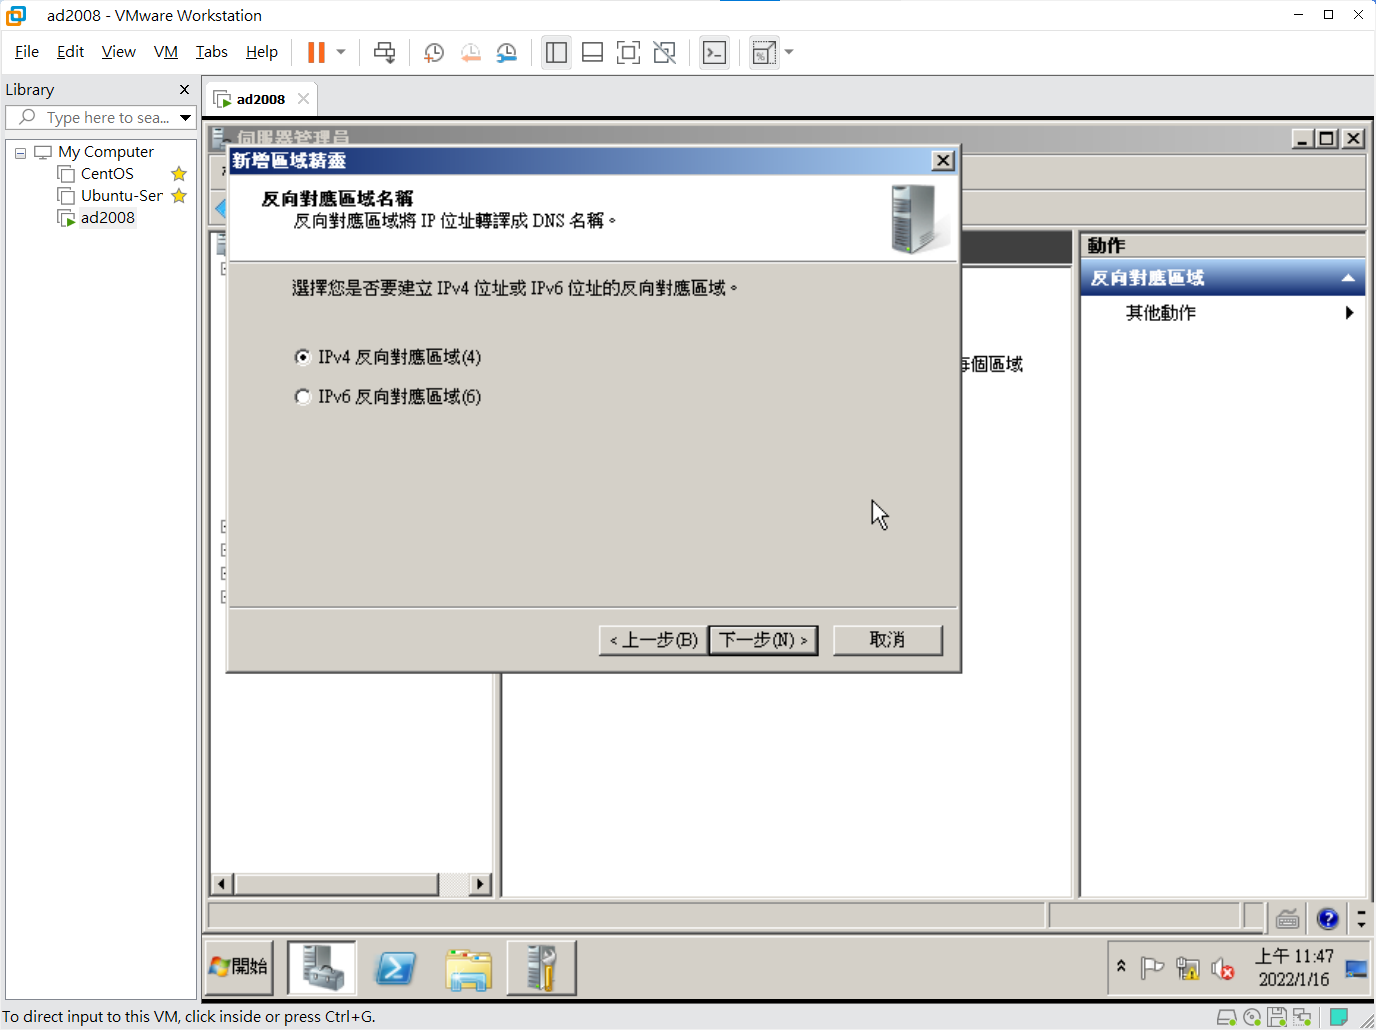 ad2008 - VMware Workstation
File Edit View VM Tabs Help
Library
Type here to sea...
My Computer
CentOS
Ubuntu-Ser
ad2008
ad2008
伺服器管理員
新增區域精靈
反向對應區域名稱
反向對應區域將 IP 位址轉譯成 DNS 名稱。
選擇您是否要建立 IPv4 位址或 IPv6 位址的反向對應區域。
IPv4 反向對應區域(4)
IPv6 反向對應區域(6)
< 上一步(B)
下一步(N) >
取消
每個區域
動作
反向對應區域
其他動作
開始
上午 11:47
2022/1/16
To direct input to this VM, click inside or press Ctrl+G.